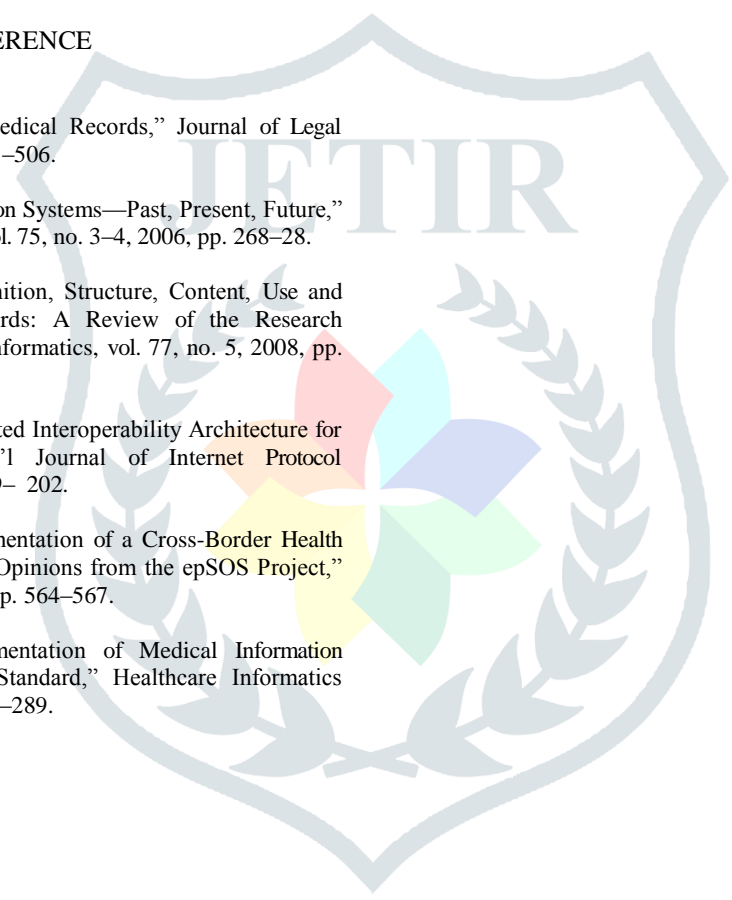 ERENCE
edical Records,” Journal of Legal
–506.
JETIR
on Systems—Past, Present, Future,”
l. 75, no. 3–4, 2006, pp. 268–28.
nition, Structure, Content, Use and
rds: A Review of the Research
nformatics, vol. 77, no. 5, 2008, pp.
ted Interoperability Architecture for
’l Journal of Internet Protocol
– 202.
mentation of a Cross-Border Health
Opinions from the epSOS Project,”
p. 564–567.
mentation of Medical Information
Standard,” Healthcare Informatics
–289.